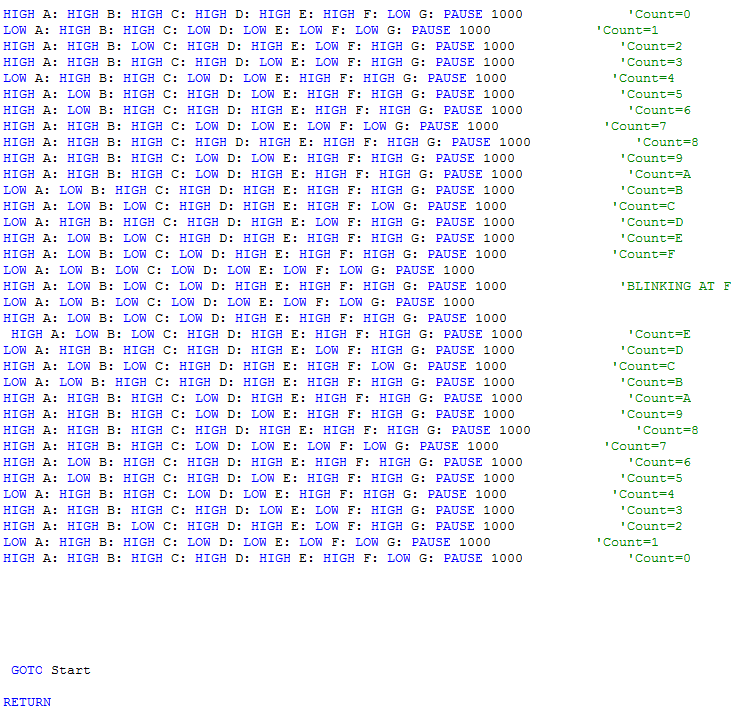 HIGH A: HIGH B: HIGH C: HIGH D: HIGH E: HIGH F: LOW G: PAUSE 1000 'Count=0
LOW A: HIGH B: HIGH C: LOW D: LOW E: LOW F: LOW G: PAUSE 1000 'Count=1
HIGH A: HIGH B: LOW C: HIGH D: HIGH E: LOW F: HIGH G: PAUSE 1000 'Count=2
HIGH A: HIGH B: HIGH C: HIGH D: LOW E: LOW F: HIGH G: PAUSE 1000 'Count=3
LOW A: HIGH B: HIGH C: LOW D: LOW E: HIGH F: HIGH G: PAUSE 1000 'Count=4
HIGH A: LOW B: HIGH C: HIGH D: LOW E: HIGH F: HIGH G: PAUSE 1000 'Count=5
HIGH A: LOW B: HIGH C: HIGH D: HIGH E: HIGH F: HIGH G: PAUSE 1000 'Count=6
HIGH A: HIGH B: HIGH C: LOW D: LOW E: LOW F: LOW G: PAUSE 1000 'Count=7
HIGH A: HIGH B: HIGH C: HIGH D: HIGH E: HIGH F: HIGH G: PAUSE 1000 'Count=8
HIGH A: HIGH B: HIGH C: LOW D: LOW E: HIGH F: HIGH G: PAUSE 1000 'Count=9
HIGH A: HIGH B: HIGH C: LOW D: HIGH E: HIGH F: HIGH G: PAUSE 1000 'Count=A
LOW A: LOW B: HIGH C: HIGH D: HIGH E: HIGH F: HIGH G: PAUSE 1000 'Count=B
HIGH A: LOW B: LOW C: HIGH D: HIGH E: HIGH F: LOW G: PAUSE 1000 'Count=C
LOW A: HIGH B: HIGH C: HIGH D: HIGH E: LOW F: HIGH G: PAUSE 1000 'Count=D
HIGH A: LOW B: LOW C: HIGH D: HIGH E: HIGH F: HIGH G: PAUSE 1000 'Count=E
HIGH A: LOW B: LOW C: LOW D: HIGH E: HIGH F: HIGH G: PAUSE 1000 'Count=F
LOW A: LOW B: LOW C: LOW D: LOW E: LOW F: LOW G: PAUSE 1000
HIGH A: LOW B: LOW C: LOW D: HIGH E: HIGH F: HIGH G: PAUSE 1000 'BLINKING AT F
LOW A: LOW B: LOW C: LOW D: LOW E: LOW F: LOW G: PAUSE 1000
HIGH A: LOW B: LOW C: LOW D: HIGH E: HIGH F: HIGH G: PAUSE 1000
HIGH A: LOW B: LOW C: HIGH D: HIGH E: HIGH F: HIGH G: PAUSE 1000 'Count=E
LOW A: HIGH B: HIGH C: HIGH D: HIGH E: LOW F: HIGH G: PAUSE 1000 'Count=D
HIGH A: LOW B: LOW C: HIGH D: HIGH E: HIGH F: LOW G: PAUSE 1000 'Count=C
LOW A: LOW B: HIGH C: HIGH D: HIGH E: HIGH F: HIGH G: PAUSE 1000 'Count=B
HIGH A: HIGH B: HIGH C: LOW D: HIGH E: HIGH F: HIGH G: PAUSE 1000 'Count=A
HIGH A: HIGH B: HIGH C: LOW D: LOW E: HIGH F: HIGH G: PAUSE 1000 'Count=9
HIGH A: HIGH B: HIGH C: HIGH D: HIGH E: HIGH F: HIGH G: PAUSE 1000 'Count=8
HIGH A: HIGH B: HIGH C: LOW D: LOW E: LOW F: LOW G: PAUSE 1000 'Count=7
HIGH A: LOW B: HIGH C: HIGH D: HIGH E: HIGH F: HIGH G: PAUSE 1000 'Count=6
HIGH A: LOW B: HIGH C: HIGH D: LOW E: HIGH F: HIGH G: PAUSE 1000 'Count=5
LOW A: HIGH B: HIGH C: LOW D: LOW E: HIGH F: HIGH G: PAUSE 1000 'Count=4
HIGH A: HIGH B: HIGH C: HIGH D: LOW E: LOW F: HIGH G: PAUSE 1000 'Count=3
HIGH A: HIGH B: LOW C: HIGH D: HIGH E: LOW F: HIGH G: PAUSE 1000 'Count=2
LOW A: HIGH B: HIGH C: LOW D: LOW E: LOW F: LOW G: PAUSE 1000 'Count=1
HIGH A: HIGH B: HIGH C: HIGH D: HIGH E: HIGH F: LOW G: PAUSE 1000 'Count=0
GOTO Start
RETURN